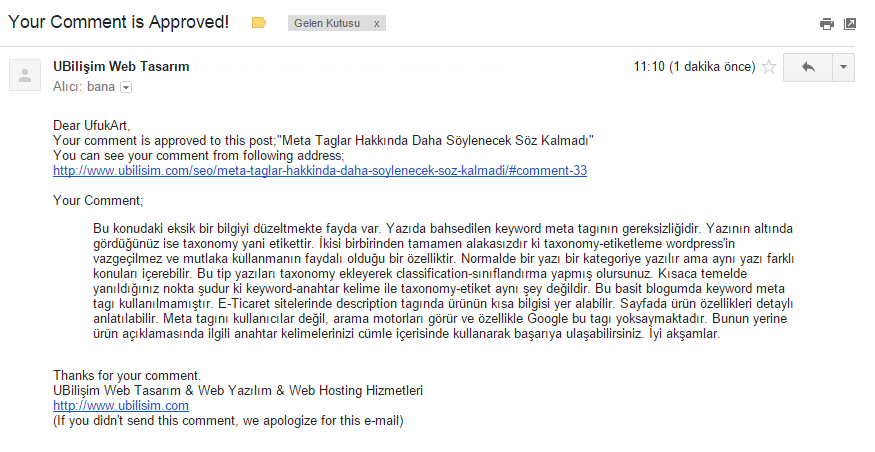 Your Comment is Approved!
Gelen Kutusu x
UBilişim Web Tasarım
11:10 (1 dakika önce)
Alıcı: bana
Dear UfukArt,
Your comment is approved to this post;"Meta Taglar Hakkında Daha Söylenecek Söz Kalmadı"
You can see your comment from following address;
http://www.ubilisim.com/seo/meta-taglar-hakkinda-daha-soylenecek-soz-kalmadi/#comment-33
Your Comment;
Bu konudaki eksik bir bilgiyi düzeltmekte fayda var. Yazıda bahsedilen keyword meta tagının gereksizliğidir. Yazının altında
gördüğünüz ise taxonomy yani etikettir. İkisi birbirinden tamamen alakasızdır ki taxonomy-etiketleme wordpress'in
vazgeçilmez ve mutlaka kullanmanın faydalı olduğu bir özelliktir. Normalde bir yazı bir kategoriye yazılır ama aynı yazı farklı
konuları içerebilir. Bu tip yazıları taxonomy ekleyerek classification-sınıflandırma yapmış olursunuz. Kısaca temelde
yanıldığınız nokta şudur ki keyword-anahtar kelime ile taxonomy-etiket aynı şey değildir. Bu basit blogumda keyword meta
tagı kullanılmamıştır. E-Ticaret sitelerinde description tagında ürünün kısa bilgisi yer alabilir. Sayfada ürün özellikleri detaylı
anlatılabilir. Meta tagını kullanıcılar değil, arama motorları görür ve özellikle Google bu tagı yoksaymaktadır. Bunun yerine
ürün açıklamasında ilgili anahtar kelimelerinizi cümle içerisinde kullanarak başarıya ulaşabilirsiniz. İyi akşamlar.
Thanks for your comment.
UBilişim Web Tasarım & Web Yazılım & Web Hosting Hizmetleri
http://www.ubilisim.com
(If you didn't send this comment, we apologize for this e-mail)